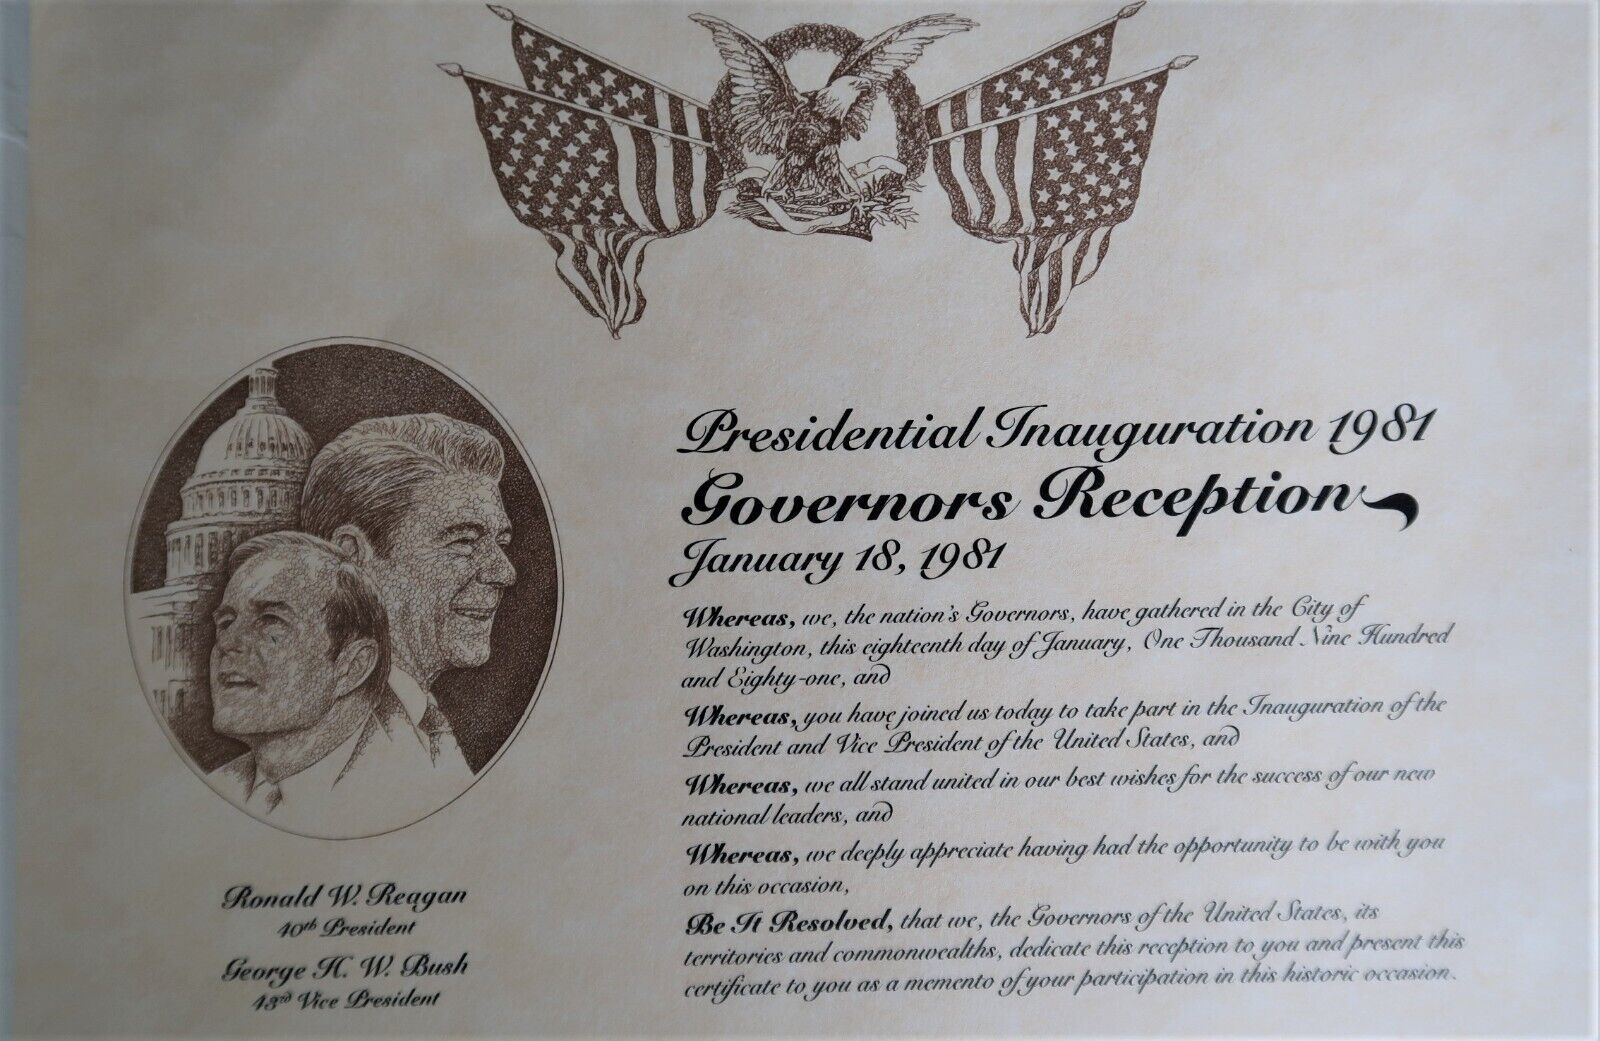 Presidential Inauguration 1981
Governors Reception
January 18, 1981
Whereas, we, the nation's Governors, have gathered in the City of
Washington, this eighteenth day of January, One Thousand Nine Hundred
and Eighty-one, and
Whereas, you have joined us today to take part in the Inauguration of the
President and Vice President of the United States, and
Whereas, we all stand united in our best wishes for the success of our new
national leaders, and
Whereas, we deeply appreciate having had the opportunity to be with you
on this occasion,
Be It Resolved, that we, the Governors of the United States, its
territories and commonwealths, dedicate this reception to you and present this
certificate to you as a memento of your participation in this historic occasion.
Ronald W. Reagan
40th President
George H. W. Bush
43rd Vice President